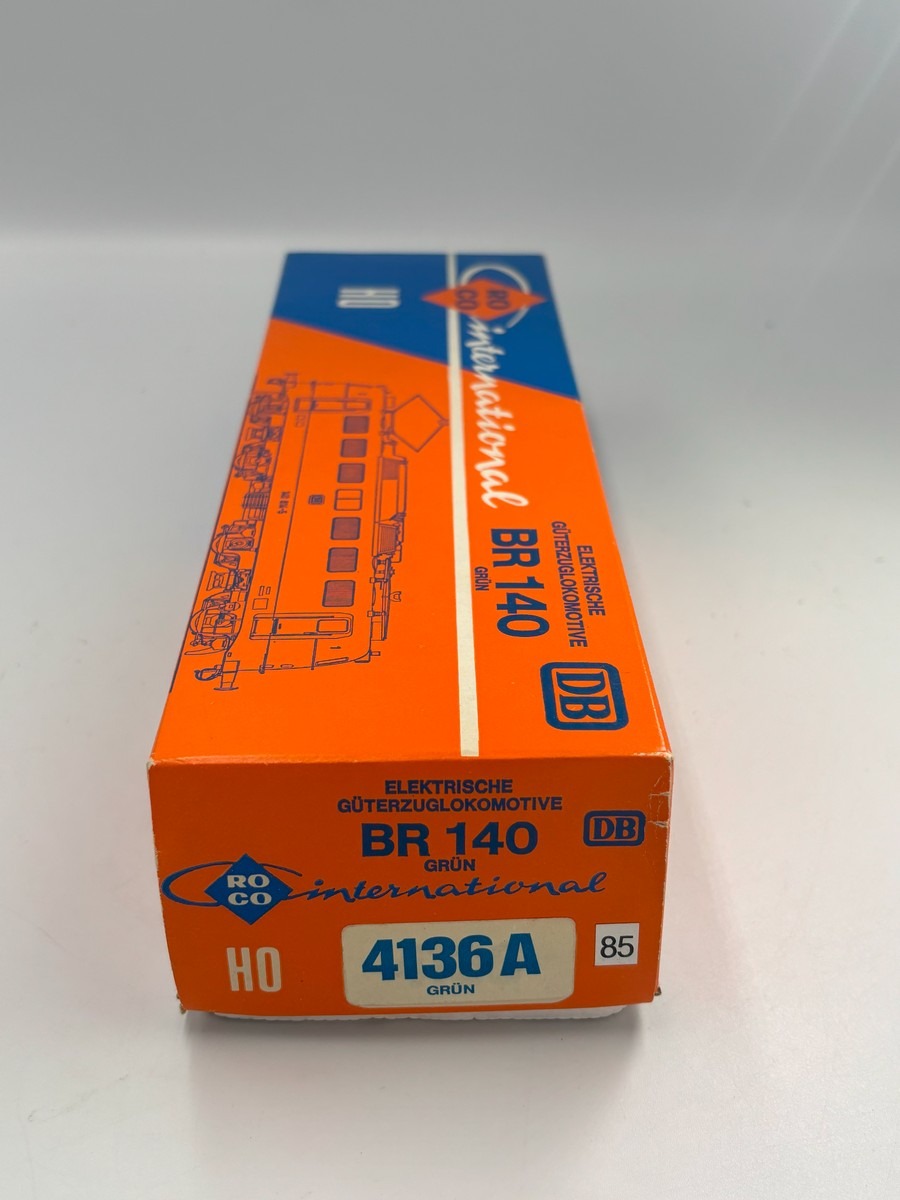 HO
RO
CO
international
BR 140
GRÜN
ELEKTRISCHE
GÜTERZUGLOKOMOTIVE
DB
ELEKTRISCHE
GÜTERZUGLOKOMOTIVE
BR 140
GRÜN
DB
RO
CO
international
HO
4136 A
GRÜN
85